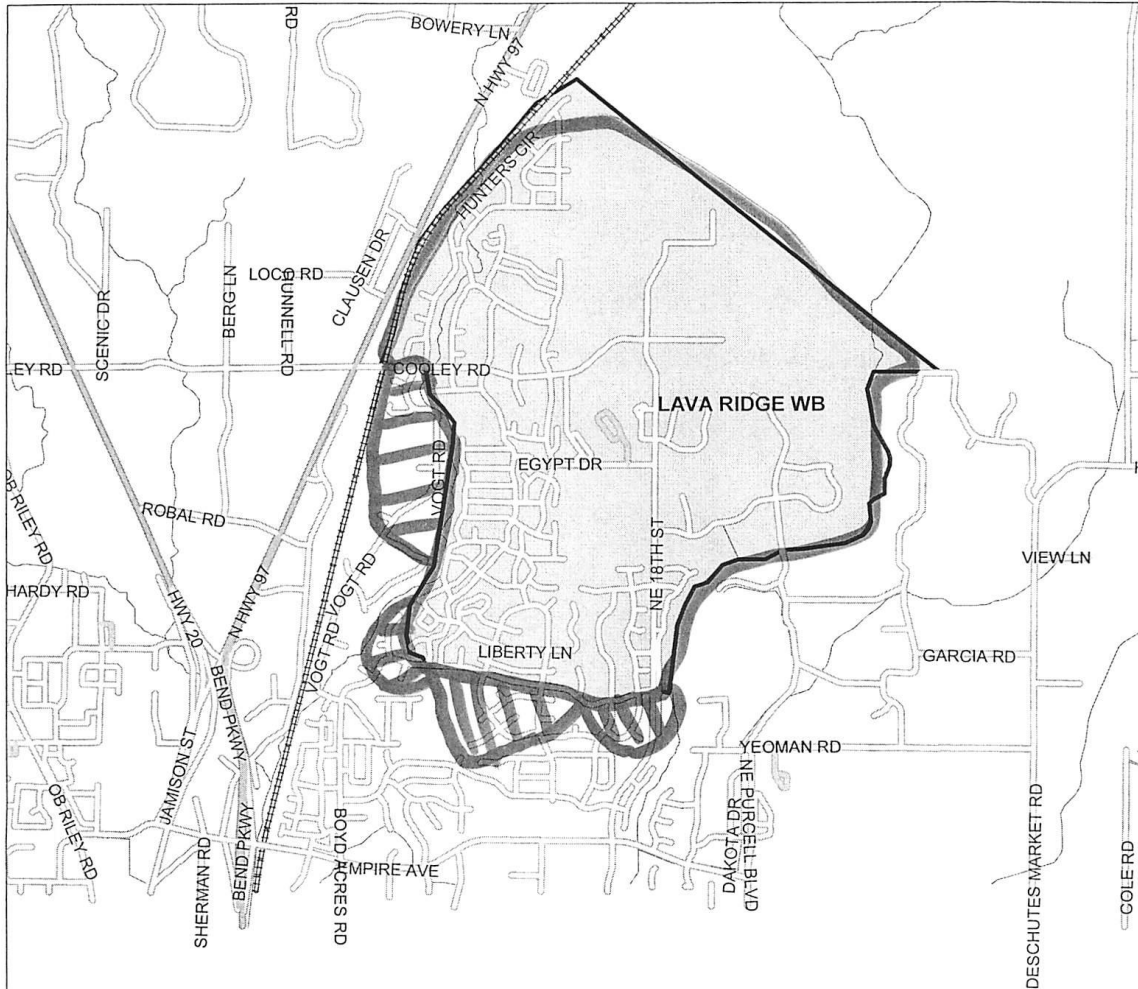 RD
BOWERY LN
N HWY 97
HUNTERS CIR
CLAUSEN DR
LOCO RD
GUNNELL RD
BERG LN
SCENIC DR
EY RD
COOLEY RD
LAVA RIDGE WB
EGYPT DR
VOGT RD
ROBAL RD
OB RILEY RD
HARDY RD
HWY 20
N HWY 97
VOGT RD
VOGT RD
NE 18TH ST
VIEW LN
LIBERTY LN
GARCIA RD
BEND PKWY
YEOMAN RD
JAMISON ST
OB RILEY RD
SHERMAN RD
BEND PKWY
BOYD ACRES RD
EMPIRE AVE
DAKOTA DR
NE PURCELL BLVD
DESCHUTES MARKET RD
COLE RD